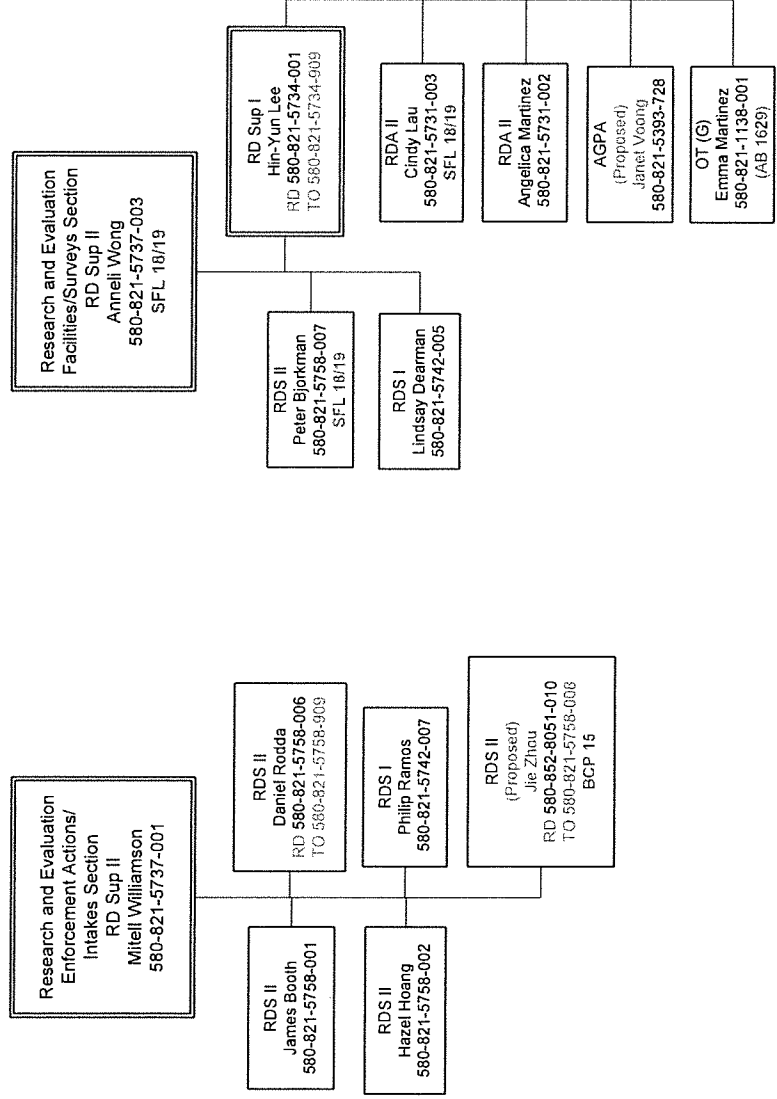 Research and Evaluation
Enforcement Actions/
Intakes Section
RD Sup II
Mitell Williamson
580-821-5737-001
RDS II
James Booth
580-821-5758-001
RDS II
Daniel Rodda
RD 580-821-5758-006
TO 580-821-5758-909
RDS II
Hazel Hoang
580-821-5758-002
RDS I
Philip Ramos
580-821-5742-007
RDS II
(Proposed)
Jie Zhou
RD 580-852-8051-010
TO 580-821-5758-008
BCP 15
Research and Evaluation
Facilities/Surveys Section
RD Sup II
Anneli Wong
580-821-5737-003
SFL 18/19
RDS II
Peter Bjorkman
580-821-5758-007
SFL 18/19
RDS I
Lindsay Dearman
580-821-5742-005
RD Sup I
Hin-Yun Lee
RD 580-821-5734-001
TO 580-821-5734-909
RDA II
Cindy Lau
580-821-5731-003
SFL 18/19
RDA II
Angelica Martinez
580-821-5731-002
AGPA
(Proposed)
Janet Voong
580-821-5393-728
OT (G)
Emma Martinez
580-821-1138-001
(AB 1629)